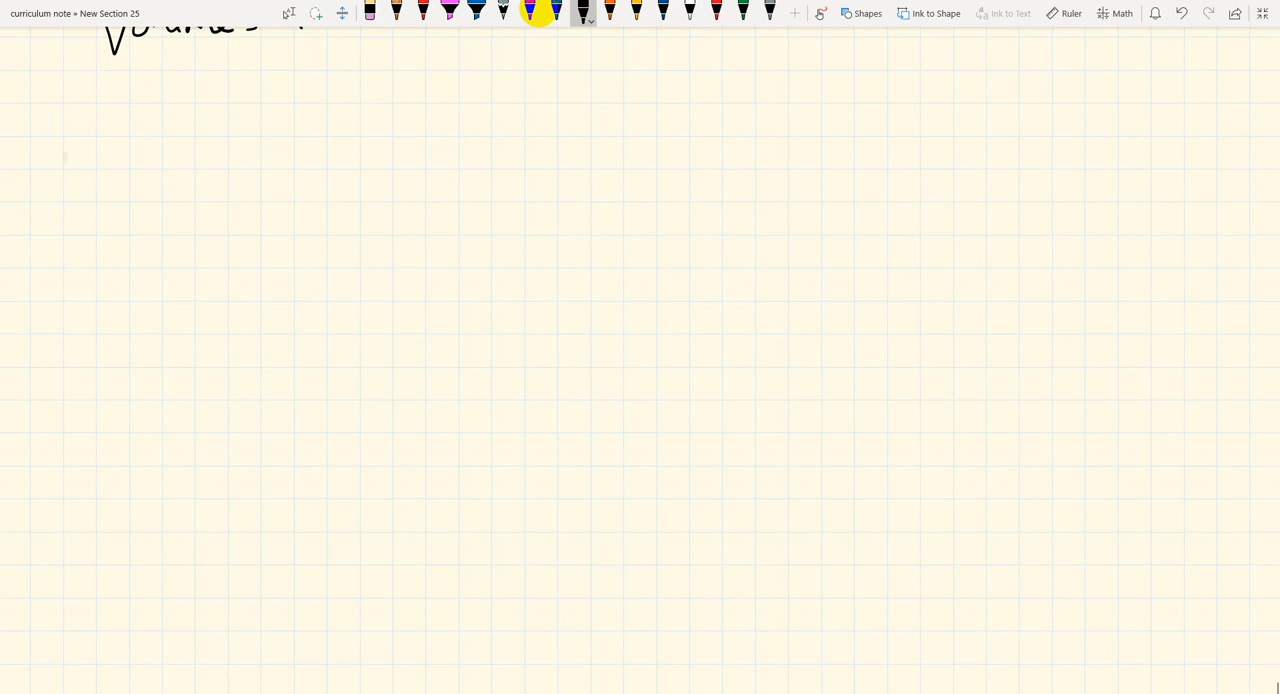 curriculum note » New Section 25
Shapes Ink to Shape Ink to Text Ruler Math